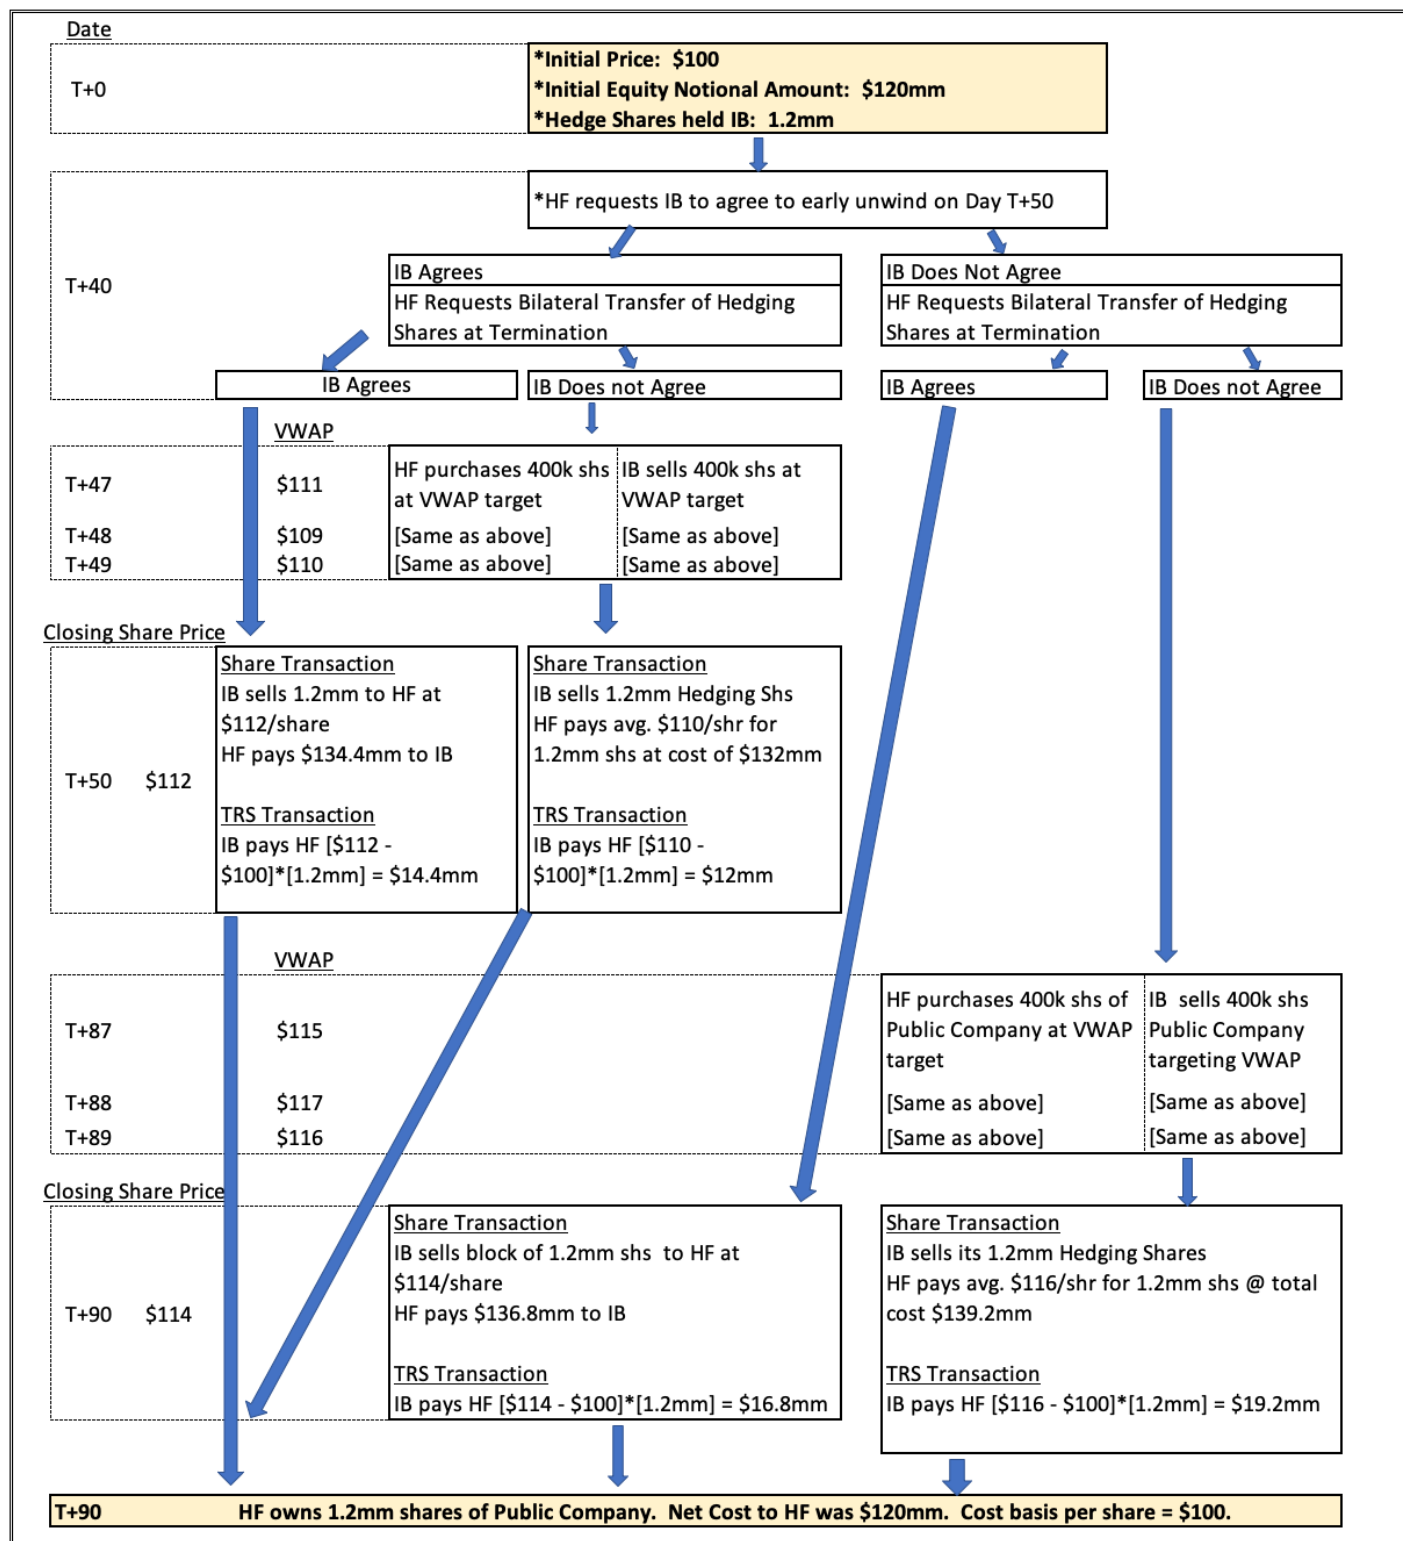 Date
T+0
*Initial Price:  $100
*Initial Equity Notional Amount:  $120mm
*Hedge Shares held IB:  1.2mm
*HF requests IB to agree to early unwind on Day T+50
T+40
IB Agrees
HF Requests Bilateral Transfer of Hedging
Shares at Termination
IB Does Not Agree
HF Requests Bilateral Transfer of Hedging
Shares at Termination
IB Agrees
IB Does not Agree
IB Agrees
IB Does not Agree
VWAP
T+47
$111
HF purchases 400k shs
at VWAP target
IB sells 400k shs at
VWAP target
T+48
$109
[Same as above]
[Same as above]
T+49
$110
[Same as above]
[Same as above]
Closing Share Price
T+50
$112
Share Transaction
IB sells 1.2mm to HF at
$112/share
HF pays $134.4mm to IB
TRS Transaction
IB pays HF [$112 -
$100]*[1.2mm] = $14.4mm
Share Transaction
IB sells 1.2mm Hedging Shs
HF pays avg. $110/shr for
1.2mm shs at cost of $132mm
TRS Transaction
IB pays HF [$110 -
$100]*[1.2mm] = $12mm
VWAP
T+87
$115
HF purchases 400k shs of
Public Company at VWAP
target
IB  sells 400k shs
Public Company
targeting VWAP
T+88
$117
[Same as above]
[Same as above]
T+89
$116
[Same as above]
[Same as above]
Closing Share Price
T+90
$114
Share Transaction
IB sells block of 1.2mm shs  to HF at
$114/share
HF pays $136.8mm to IB
TRS Transaction
IB pays HF [$114 - $100]*[1.2mm] = $16.8mm
Share Transaction
IB sells its 1.2mm Hedging Shares
HF pays avg. $116/shr for 1.2mm shs @ total
cost $139.2mm
TRS Transaction
IB pays HF [$116 - $100]*[1.2mm] = $19.2mm
T+90
HF owns 1.2mm shares of Public Company.  Net Cost to HF was $120mm.  Cost basis per share = $100.